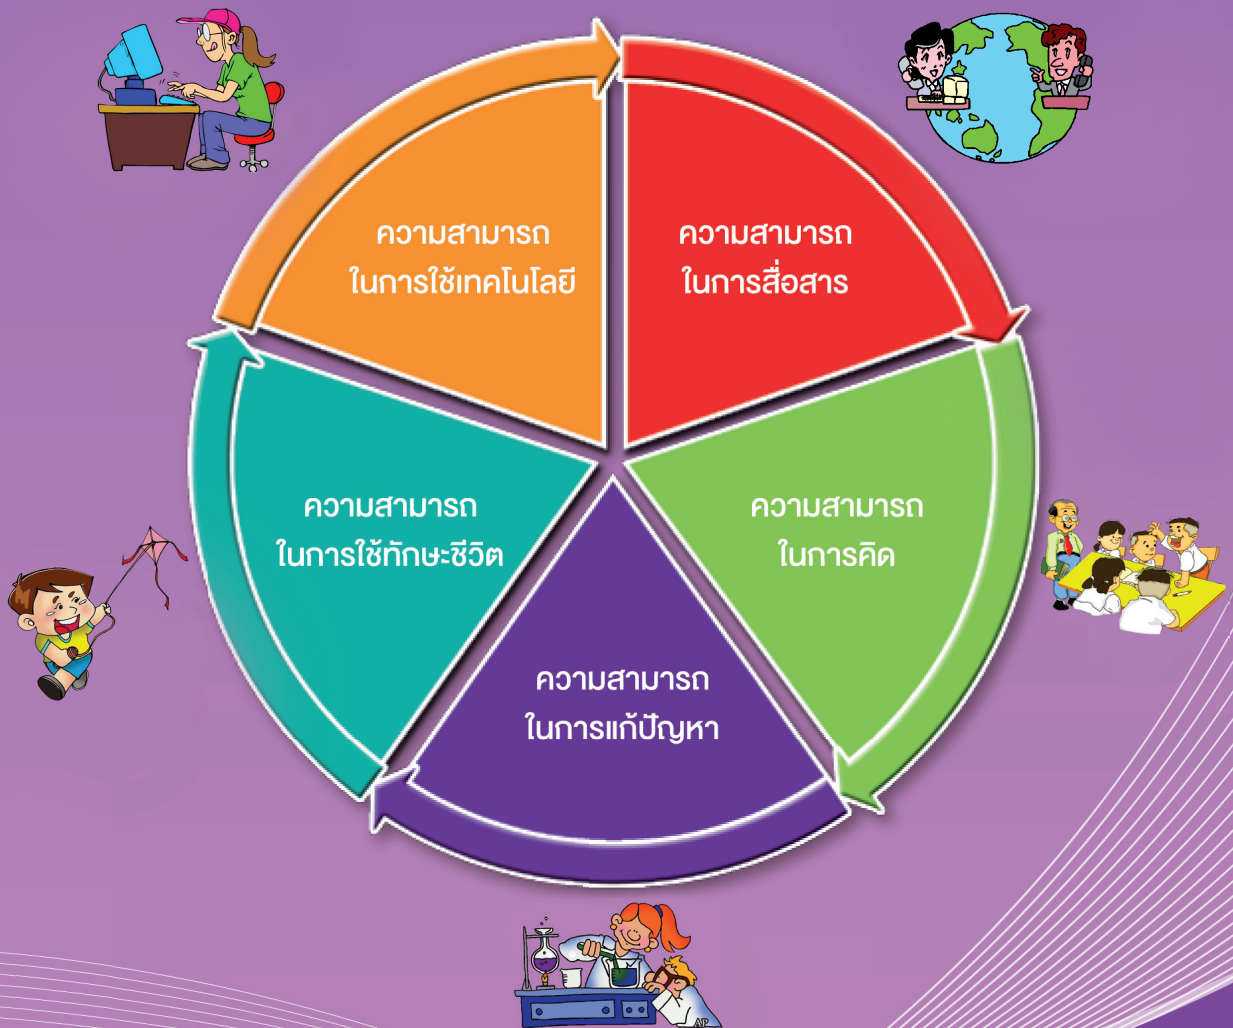 ความสามารถ
ในการใช้เทคโนโลยี
ความสามารถ
ในการสื่อสาร
ความสามารถ
ในการใช้ทักษะชีวิต
ความสามารถ
ในการคิด
ความสามารถ
ในการแก้ปัญหา
AP